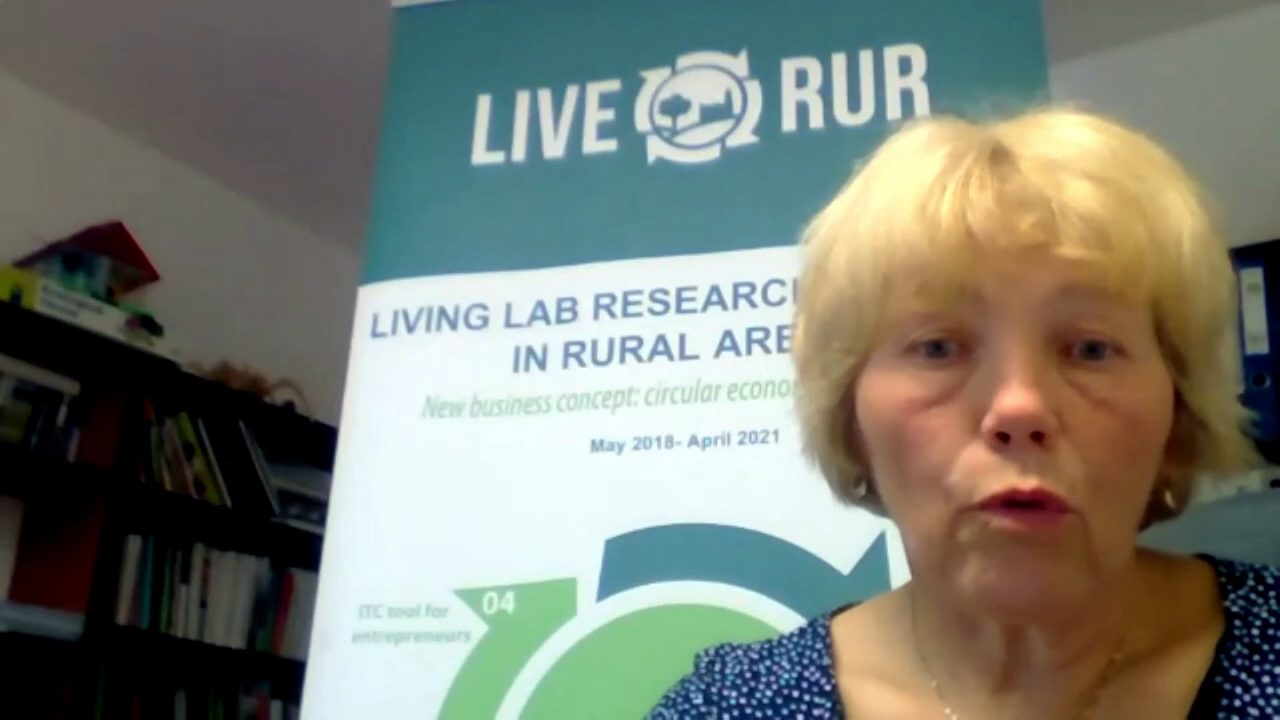 LIVE RUR
LIVING LAB RESEARC
IN RURAL ARE
New business concept: circular econo
May 2018- April 2021
04
ITC tool for
entrepreneurs